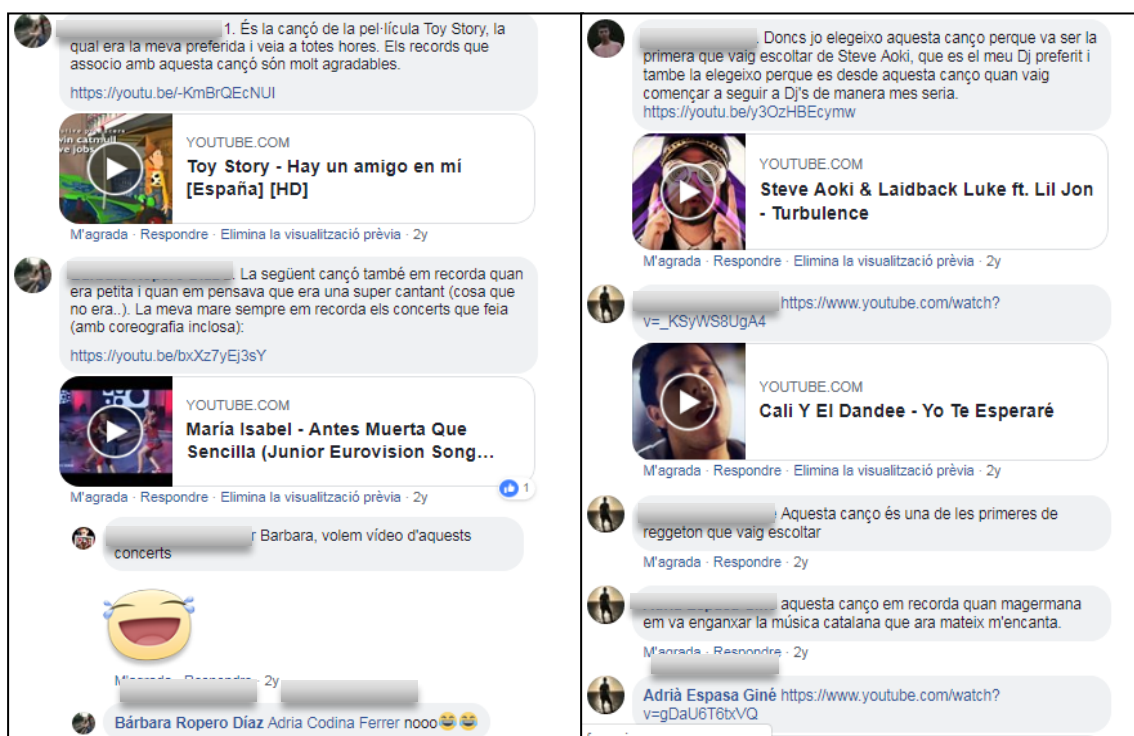 1. És la cançó de la pel·lícula Toy Story, la
qual era la meva preferida i veia a totes hores. Els records que
associo amb aquesta cançó són molt agradables.
https://youtu.be/-KmBrQEcNUI
YOUTUBE.COM
Toy Story - Hay un amigo en mí
[España] [HD]
M'agrada · Respondre · Elimina la visualització prèvia · 2y
. La següent cançó també em recorda quan
era petita i quan em pensava que era una super cantant (cosa que
no era..). La meva mare sempre em recorda els concerts que feia
(amb coreografia inclosa):
https://youtu.be/bxXz7yEj3sY
YOUTUBE.COM
María Isabel - Antes Muerta Que
Sencilla (Junior Eurovision Song...
M'agrada · Respondre · Elimina la visualització prèvia · 2y
1
r Barbara, volem vídeo d'aquests
concerts
M'agrada · Respondre · 2y
Bárbara Ropero Díaz Adria Codina Ferrer nooo😂😂
. Doncs jo elegeixo aquesta canço perque va ser la
primera que vaig escoltar de Steve Aoki, que es el meu Dj preferit i
tambe la elegeixo perque es desde aquesta canço quan vaig
començar a seguir a Dj's de manera mes seria.
https://youtu.be/y3OzHBEcymw
YOUTUBE.COM
Steve Aoki & Laidback Luke ft. Lil Jon
- Turbulence
M'agrada · Respondre · Elimina la visualització prèvia · 2y
https://www.youtube.com/watch?
v=_KSyWS8UgA4
YOUTUBE.COM
Cali Y El Dandee - Yo Te Esperaré
M'agrada · Respondre · Elimina la visualització prèvia · 2y
Aquesta canço és una de les primeres de
reggeton que vaig escoltar
M'agrada · Respondre · 2y
aquesta canço em recorda quan magermana
em va enganxar la música catalana que ara mateix m'encanta.
M'agrada · Respondre · 2y
Adrià Espasa Giné https://www.youtube.com/watch?
v=gDaU6T6txVQ